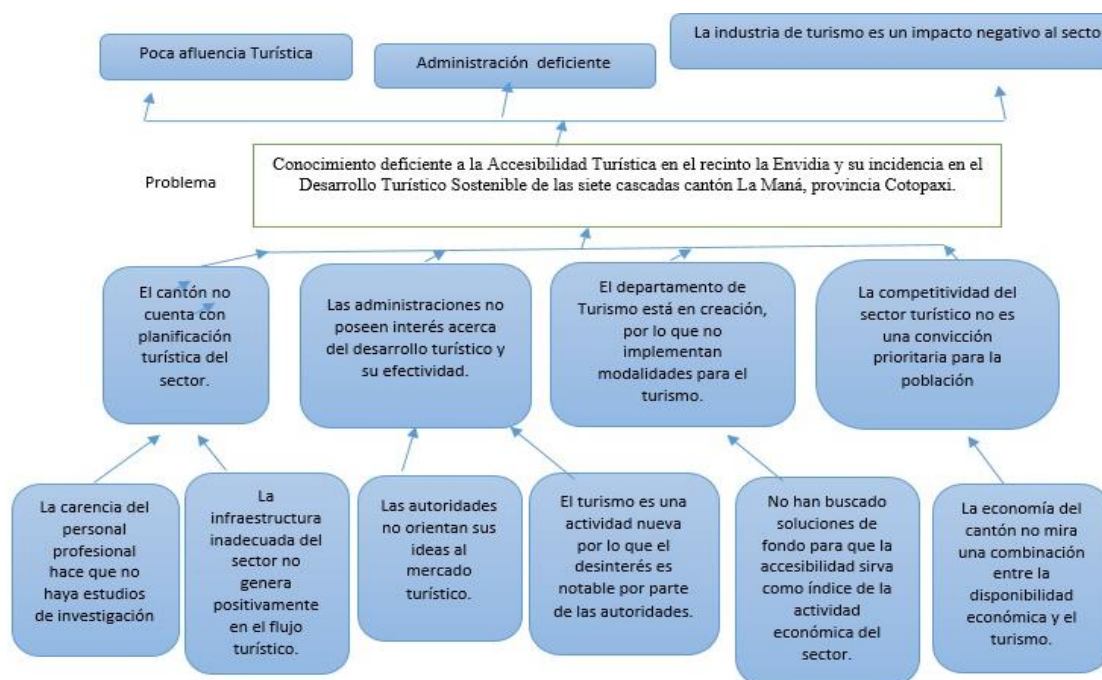 Poca afluencia Turística
Administración deficiente
La industria de turismo es un impacto negativo al secto
Problema
Conocimiento deficiente a la Accesibilidad Turística en el recinto la Envidia y su incidencia en el
Desarrollo Turístico Sostenible de las siete cascadas cantón La Maná, provincia Cotopaxi.
El cantón no
cuenta con
planificación
turística del
sector.
Las administraciones no
poseen interés acerca
del desarrollo turístico y
su efectividad.
El departamento de
Turismo está en creación,
por lo que no
implementan
modalidades para el
turismo.
La competitividad del
sector turístico no es
una convicción
prioritaria para la
población
La carencia del
personal
profesional
hace que no
haya estudios
de investigación
La
infraestructura
inadecuada del
sector no
genera
positivamente
en el flujo
turístico.
Las autoridades
no orientan sus
ideas al
mercado
turístico.
El turismo es una
actividad nueva
por lo que el
desinterés es
notable por parte
de las autoridades.
No han buscado
soluciones de
fondo para que la
accesibilidad sirva
como índice de la
actividad
económica del
sector.
La economía del
cantón no mira
una combinación
entre la
disponibilidad
económica y el
turismo.